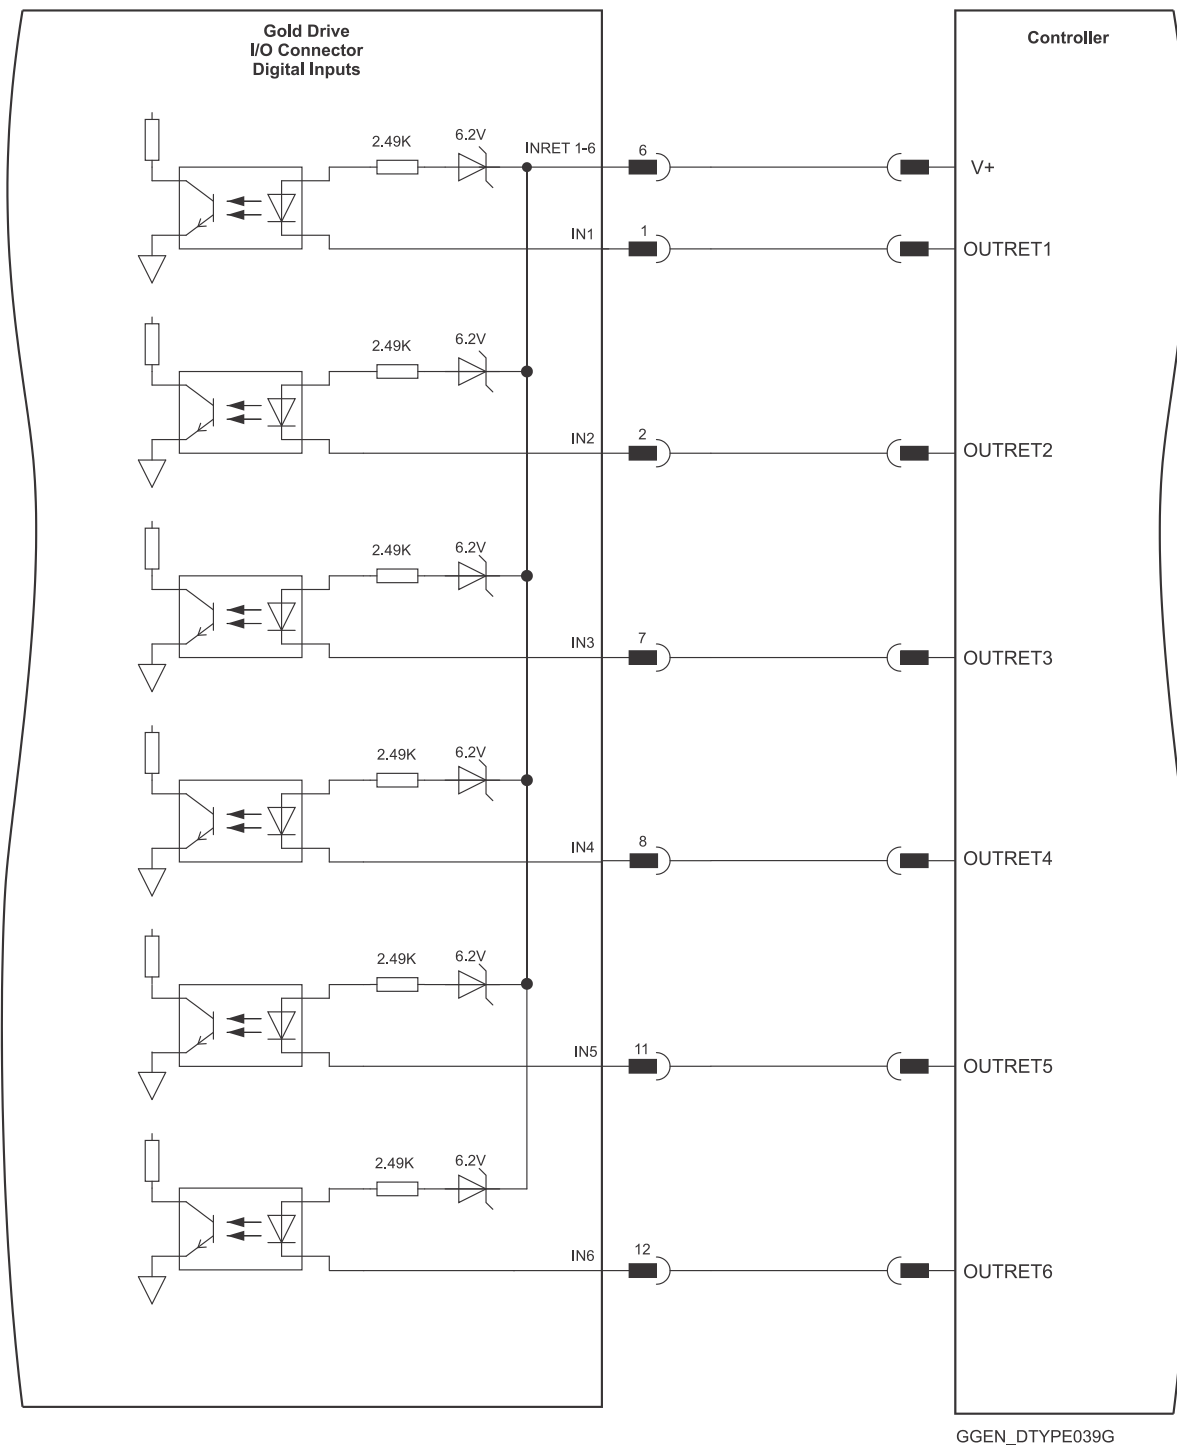 Gold Drive
I/O Connector
Digital Inputs
Controller
2.49K
6.2V
INRET 1-6
6
V+
IN1
1
OUTRET1
2.49K
6.2V
IN2
2
OUTRET2
2.49K
6.2V
IN3
7
OUTRET3
2.49K
6.2V
IN4
8
OUTRET4
2.49K
6.2V
IN5
11
OUTRET5
2.49K
6.2V
IN6
12
OUTRET6
GGEN_DTYPE039G